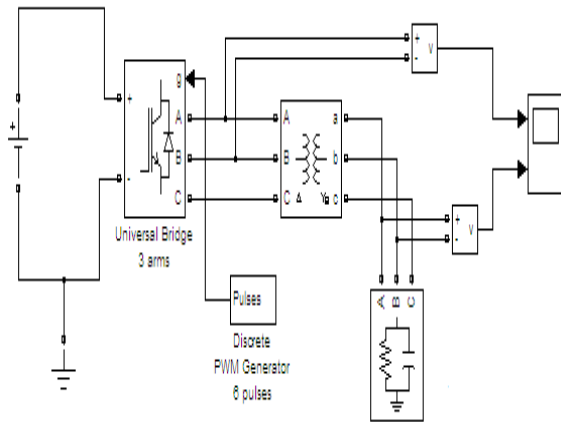 +
-
v
g
+
A
A
a
+
B
B
b
-
C
C
Δ
Yg
c
+
-
v
Universal Bridge
3 arms
Pulses
A
B
C
Discrete
PWM Generator
6 pulses